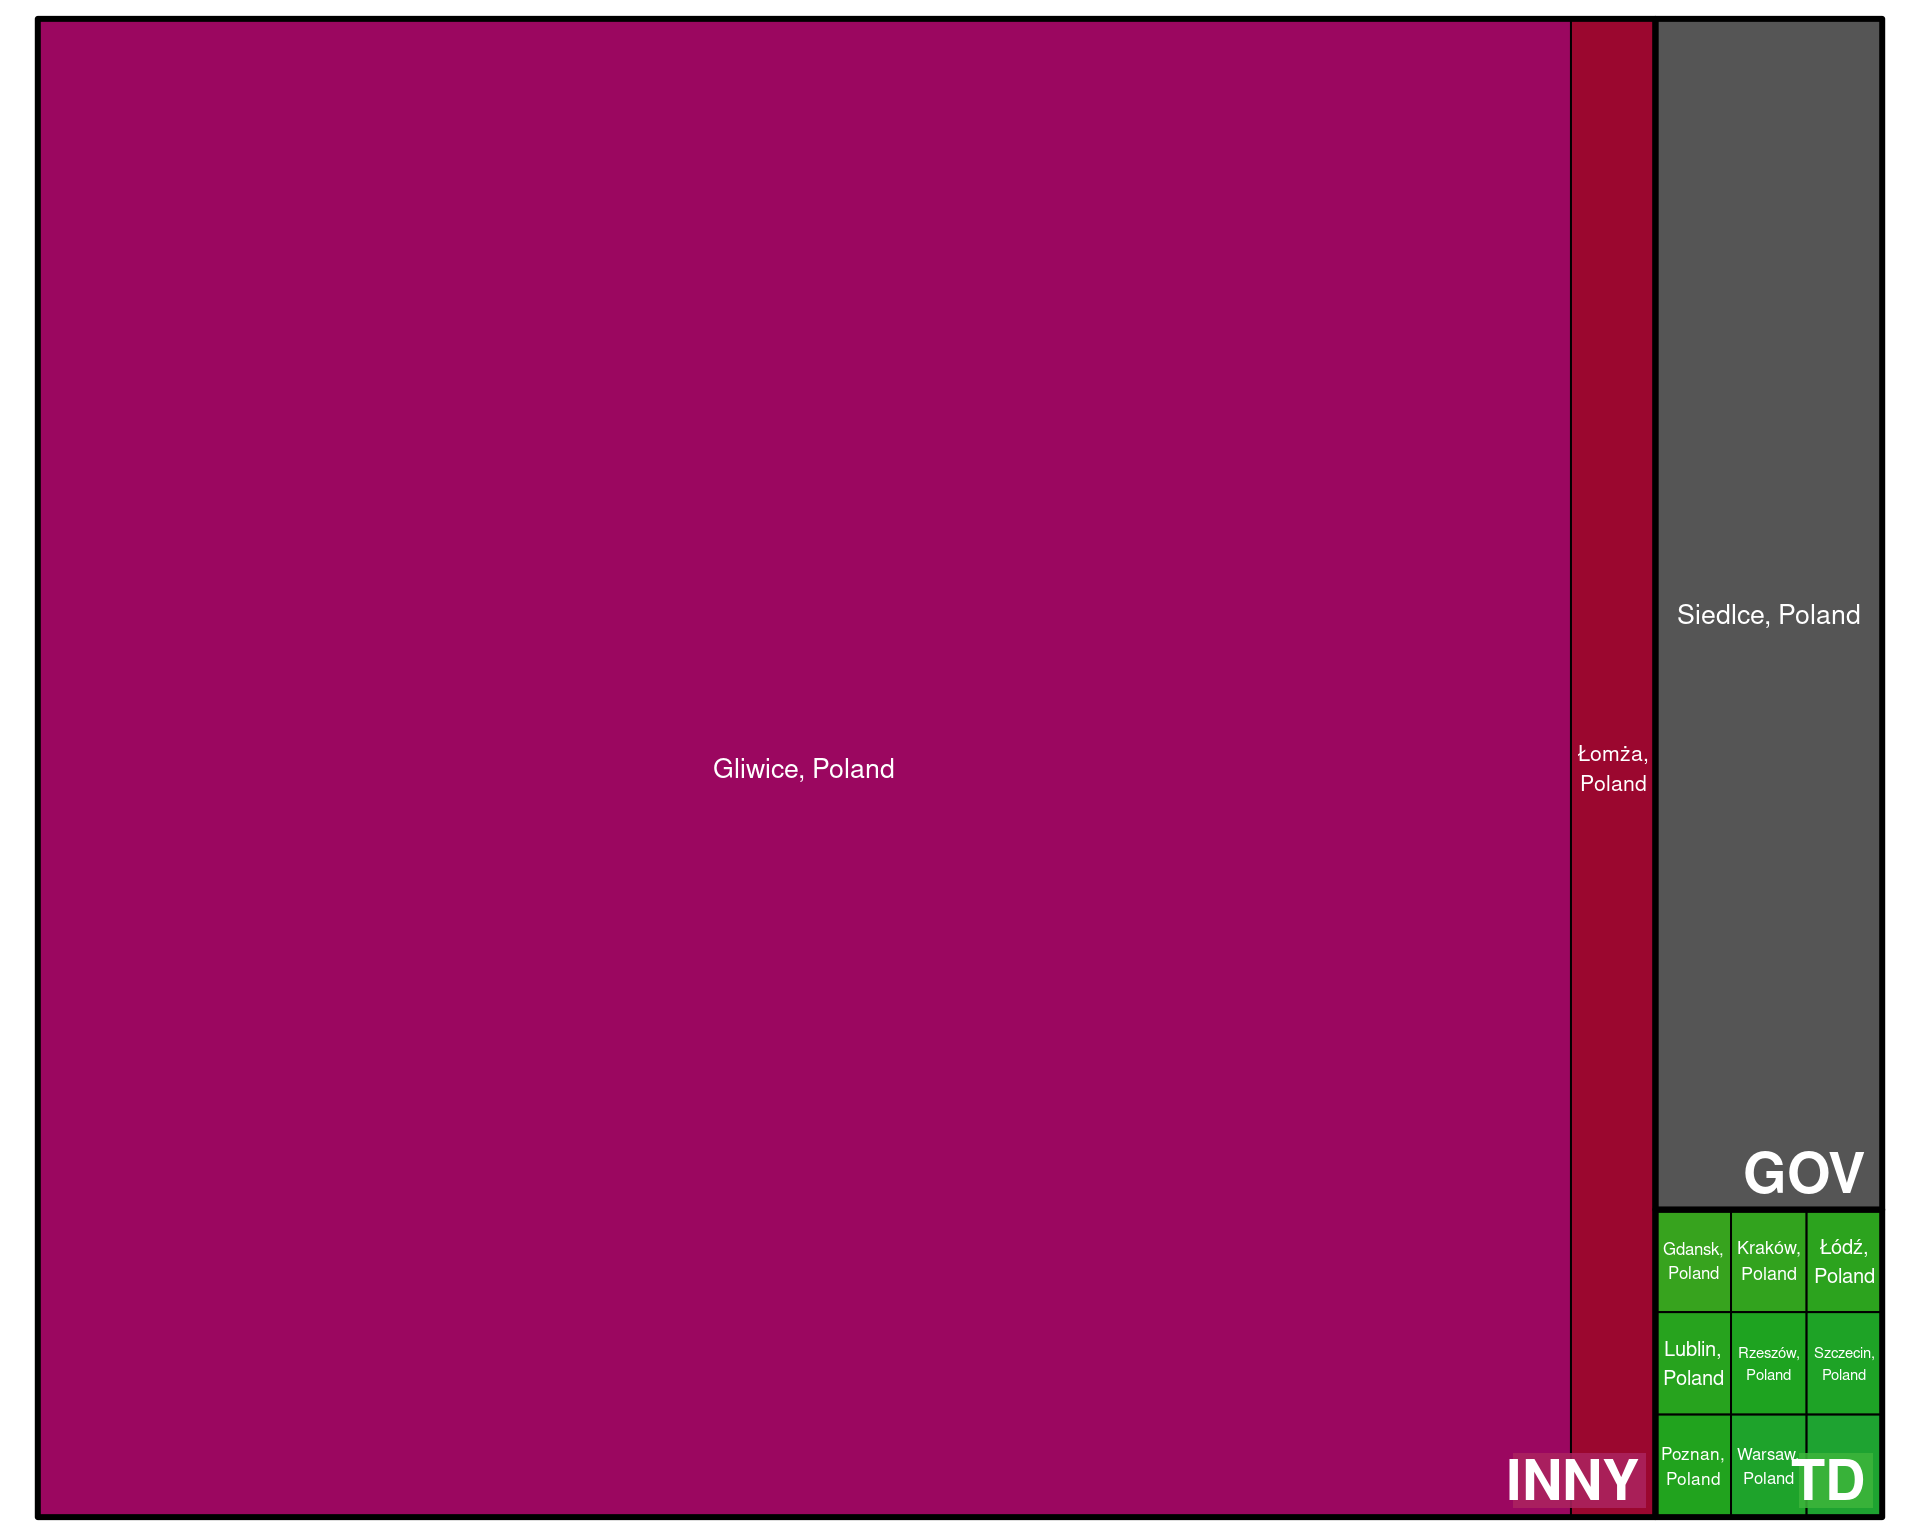 Gliwice, Poland
Łomża,
Poland
INNY
Siedlce, Poland
GOV
Gdansk,
Poland
Kraków,
Poland
Łódź,
Poland
Lublin,
Poland
Rzeszów,
Poland
Szczecin,
Poland
Poznan,
Poland
Warsaw,
Poland
TD